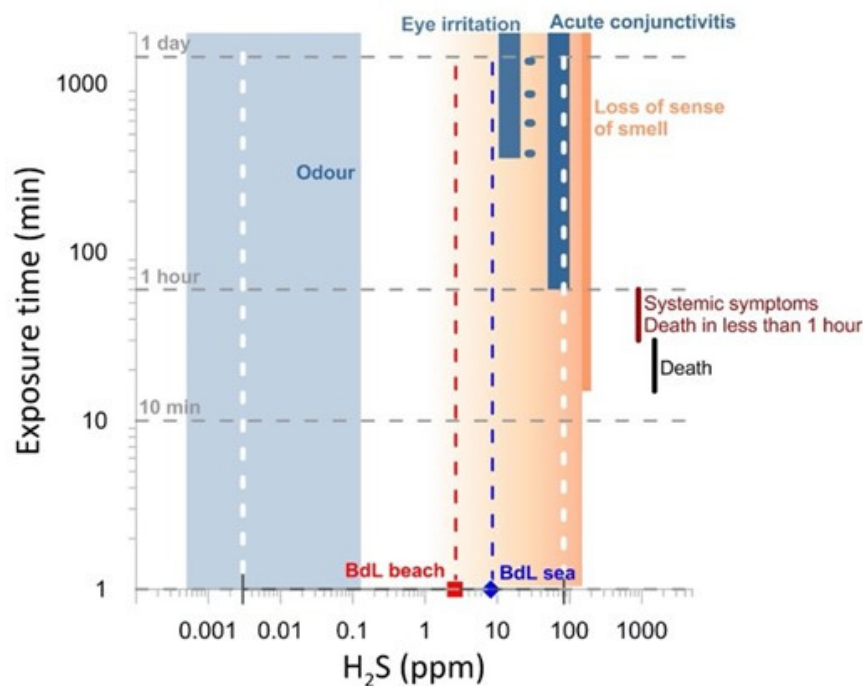 Eye irritation
Acute conjunctivitis
1 day
1000
Loss of sense
of smell
Odour
Exposure time (min)
100
1 hour
Systemic symptoms
Death in less than 1 hour
Death
10 min
10
BdL beach
BdL sea
1
0.001 0.01 0.1 1 10 100 1000
H₂S (ppm)